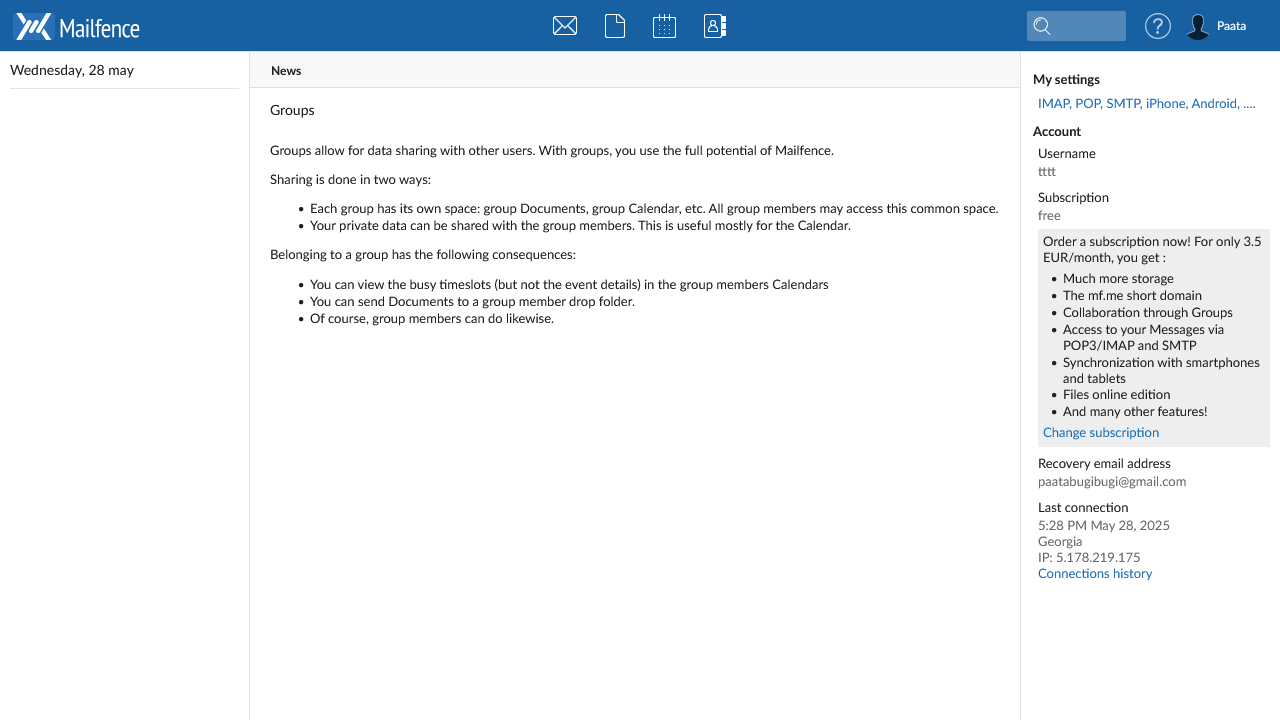 Mailfence
Paata
Wednesday, 28 may
News
Groups
Groups allow for data sharing with other users. With groups, you use the full potential of Mailfence.
Sharing is done in two ways:
• Each group has its own space: group Documents, group Calendar, etc. All group members may access this common space.
• Your private data can be shared with the group members. This is useful mostly for the Calendar.
Belonging to a group has the following consequences:
• You can view the busy timeslots (but not the event details) in the group members Calendars
• You can send Documents to a group member drop folder.
• Of course, group members can do likewise.
My settings
IMAP, POP, SMTP, iPhone, Android, ....
Account
Username
tttt
Subscription
free
Order a subscription now! For only 3.5
EUR/month, you get :
• Much more storage
• The mf.me short domain
• Collaboration through Groups
• Access to your Messages via
POP3/IMAP and SMTP
• Synchronization with smartphones
and tablets
• Files online edition
• And many other features!
Change subscription
Recovery email address
paatabugibugi@gmail.com
Last connection
5:28 PM May 28, 2025
Georgia
IP: 5.178.219.175
Connections history